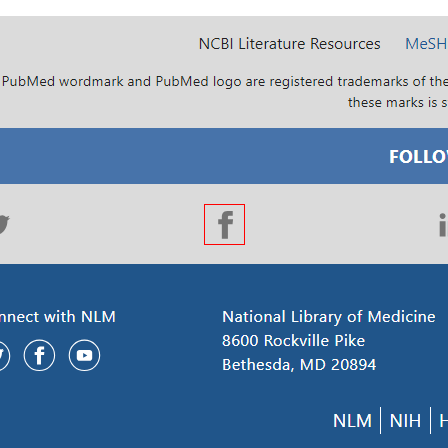 NCBI Literature Resources MeSH
PubMed wordmark and PubMed logo are registered trademarks of the
these marks is s
FOLLO
nnect with NLM
National Library of Medicine
8600 Rockville Pike
Bethesda, MD 20894
NLM NIH H